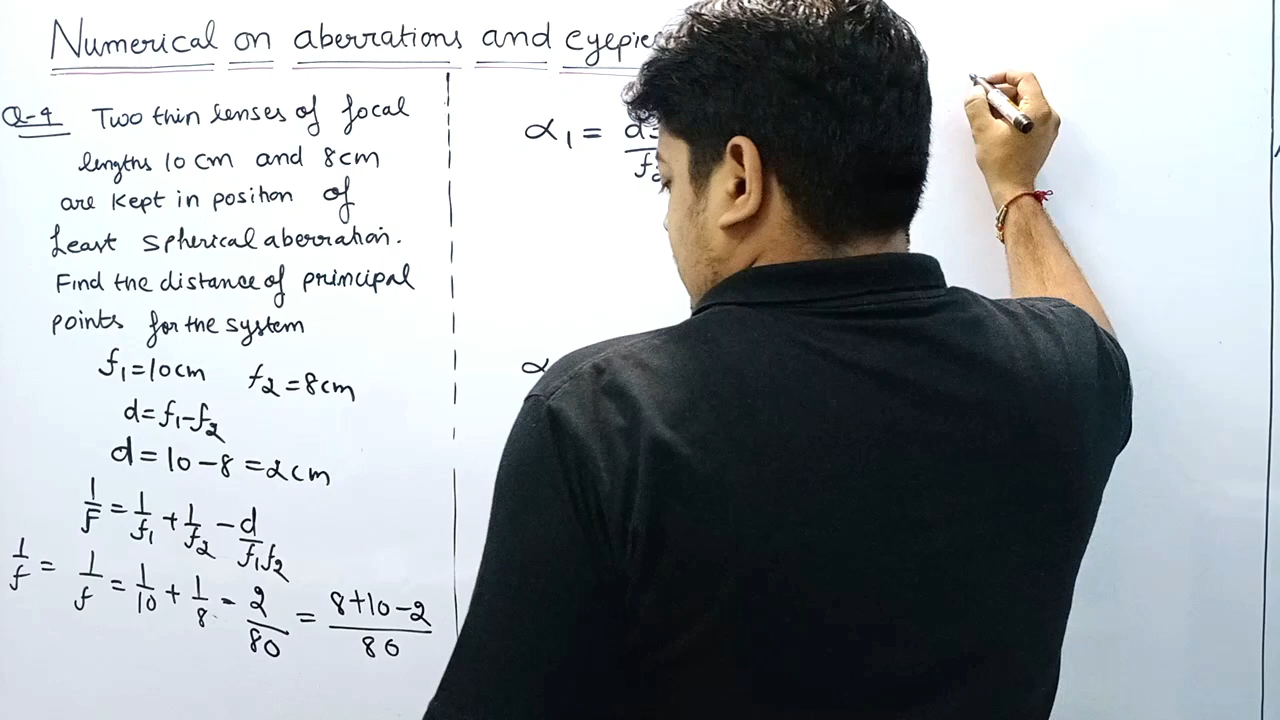 Numerical on aberrations and eyepie
Q-4 Two thin lenses of focal
lengths 10 cm and 8cm
are kept in position of
Least spherical aberration.
Find the distance of principal
points for the system
f₁=10cm f₂=8cm
d=f₁-f₂
d=10-8=2cm
1/F = 1/f₁ + 1/f₂ - d/f₁f₂
1/f = 1/f = 1/10 + 1/8 - 2/80 = 8+10-2/80
α₁ = d
f₂
α